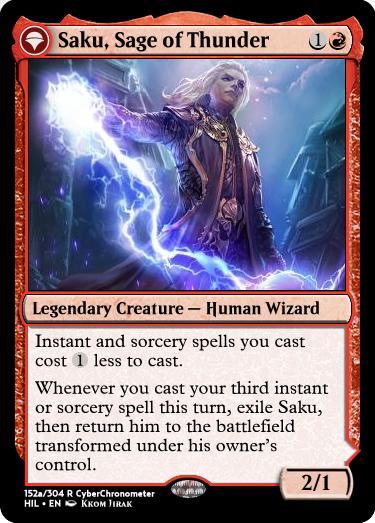 Saku, Sage of Thunder 1
Legendary Creature — Human Wizard
Instant and sorcery spells you cast
cost 1 less to cast.
Whenever you cast your third instant
or sorcery spell this turn, exile Saku,
then return him to the battlefield
transformed under his owner's
control.
2/1
152a/304 R CyberChronometer
HIL • EN Kkom Jirak